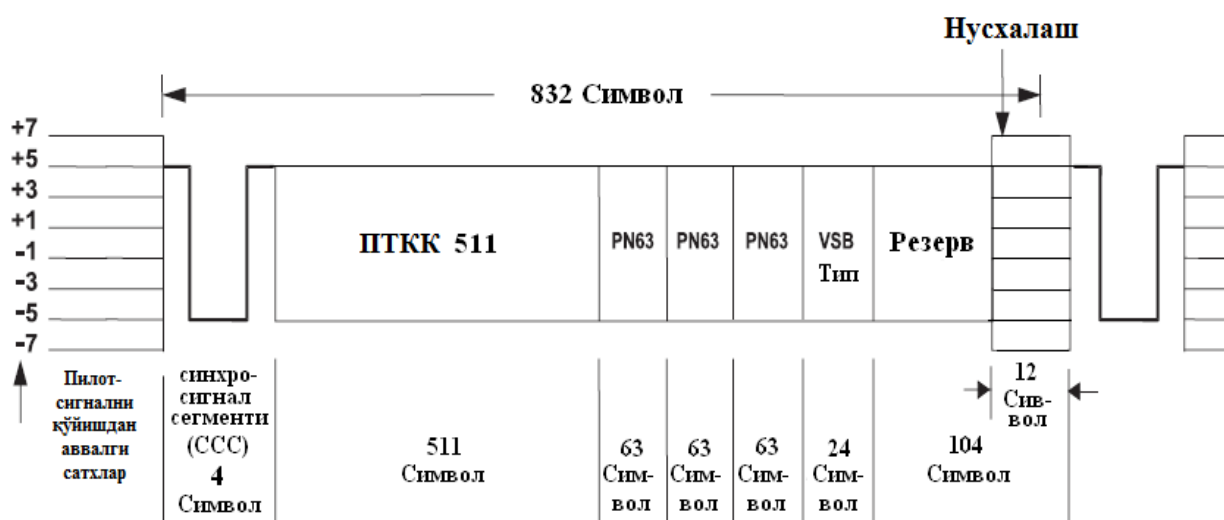 Нусхалаш
832 Символ
+7
+5
+3
+1
-1
-3
-5
-7
ПТКК 511
PN63
PN63
PN63
VSB
Тип
Резерв
Пилот-
сигнални
қўйишдан
аввалги
сатхлар
синхро-
сигнал
сегменти
(ССС)
4
Символ
511
Символ
63
Сим-
вол
63
Сим-
вол
63
Сим-
вол
24
Сим-
вол
104
Символ
12
Сив-
вол